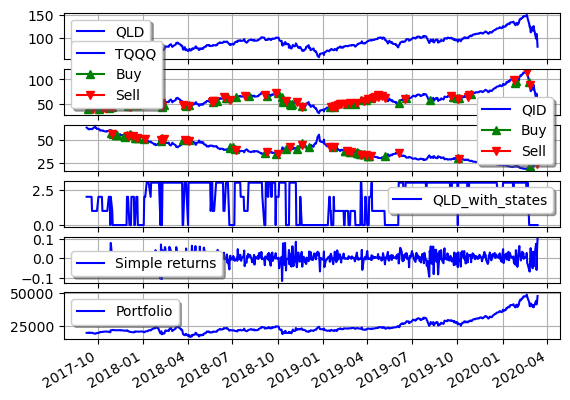 150
100
QLD
TQQQ
Buy
Sell
100
50
QID
Buy
Sell
50
25
2.5
0.0
QLD_with_states
0.1
0.0
−0.1
Simple returns
50000
25000
Portfolio
2017-10
2018-01
2018-04
2018-07
2018-10
2019-01
2019-04
2019-07
2019-10
2020-01
2020-04